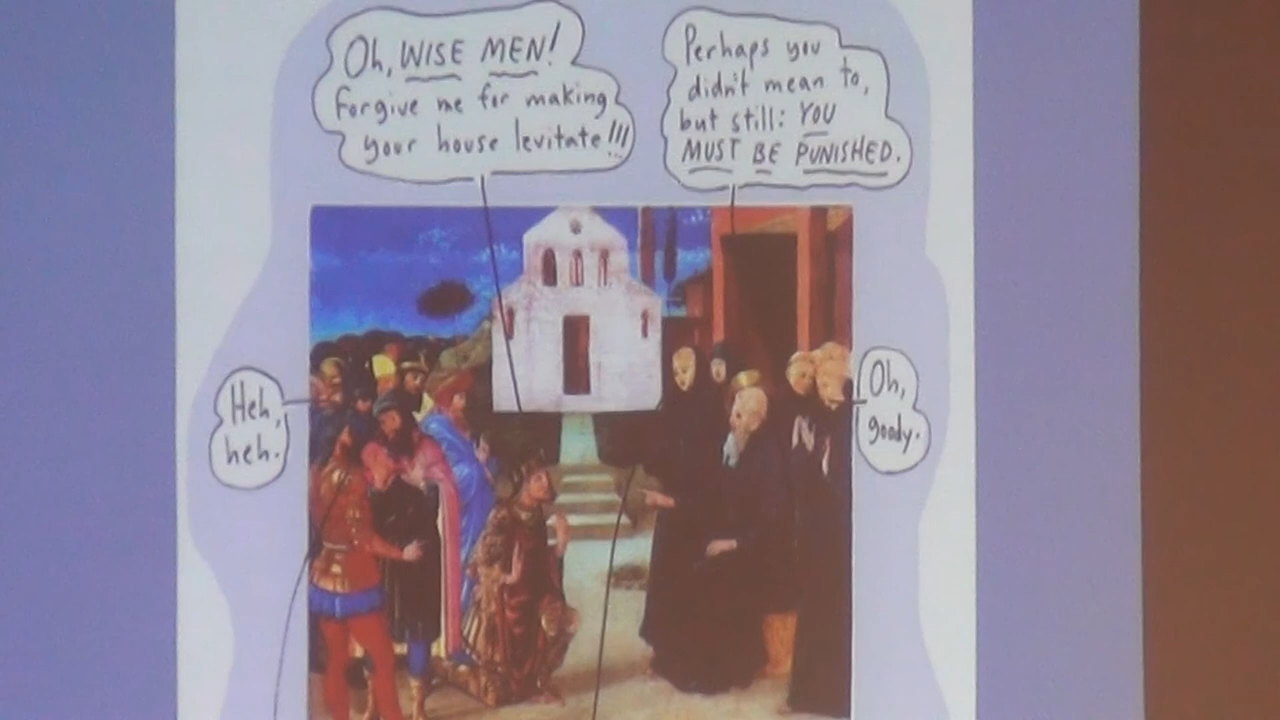 Oh, WISE MEN!
Forgive me for making
your house levitate!!!
Perhaps you
didn't mean to,
but still: YOU
MUST BE PUNISHED.
Heh,
heh.
Oh,
goody.